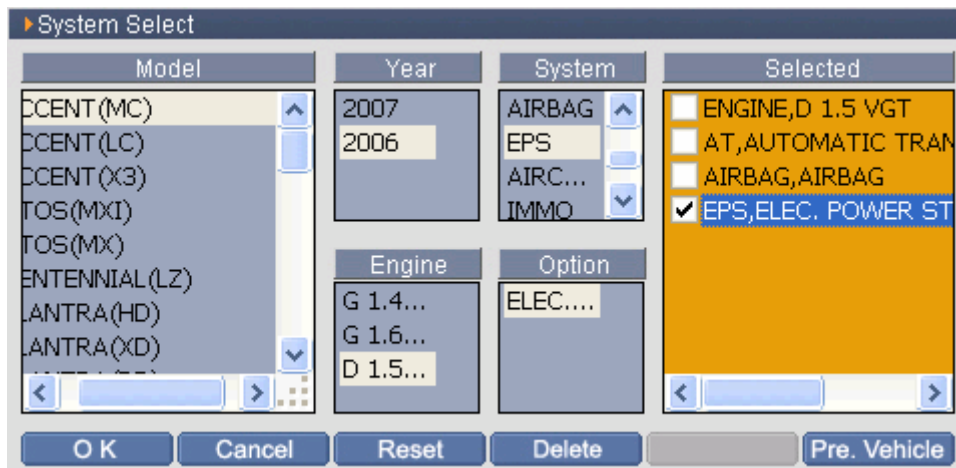 System Select
Model
CCENT(MC)
CCENT(LC)
CCENT(X3)
TOS(MXI)
TOS(MX)
ENTENNIAL(LZ)
LANTRA(HD)
LANTRA(XD)
Year
2007
2006
System
AIRBAG
EPS
AIRC...
IMMO
Engine
G 1.4...
G 1.6...
D 1.5...
Option
ELEC....
Selected
ENGINE,D 1.5 VGT
AT,AUTOMATIC TRAN
AIRBAG,AIRBAG
EPS,ELEC. POWER ST
OK Cancel Reset Delete Pre. Vehicle